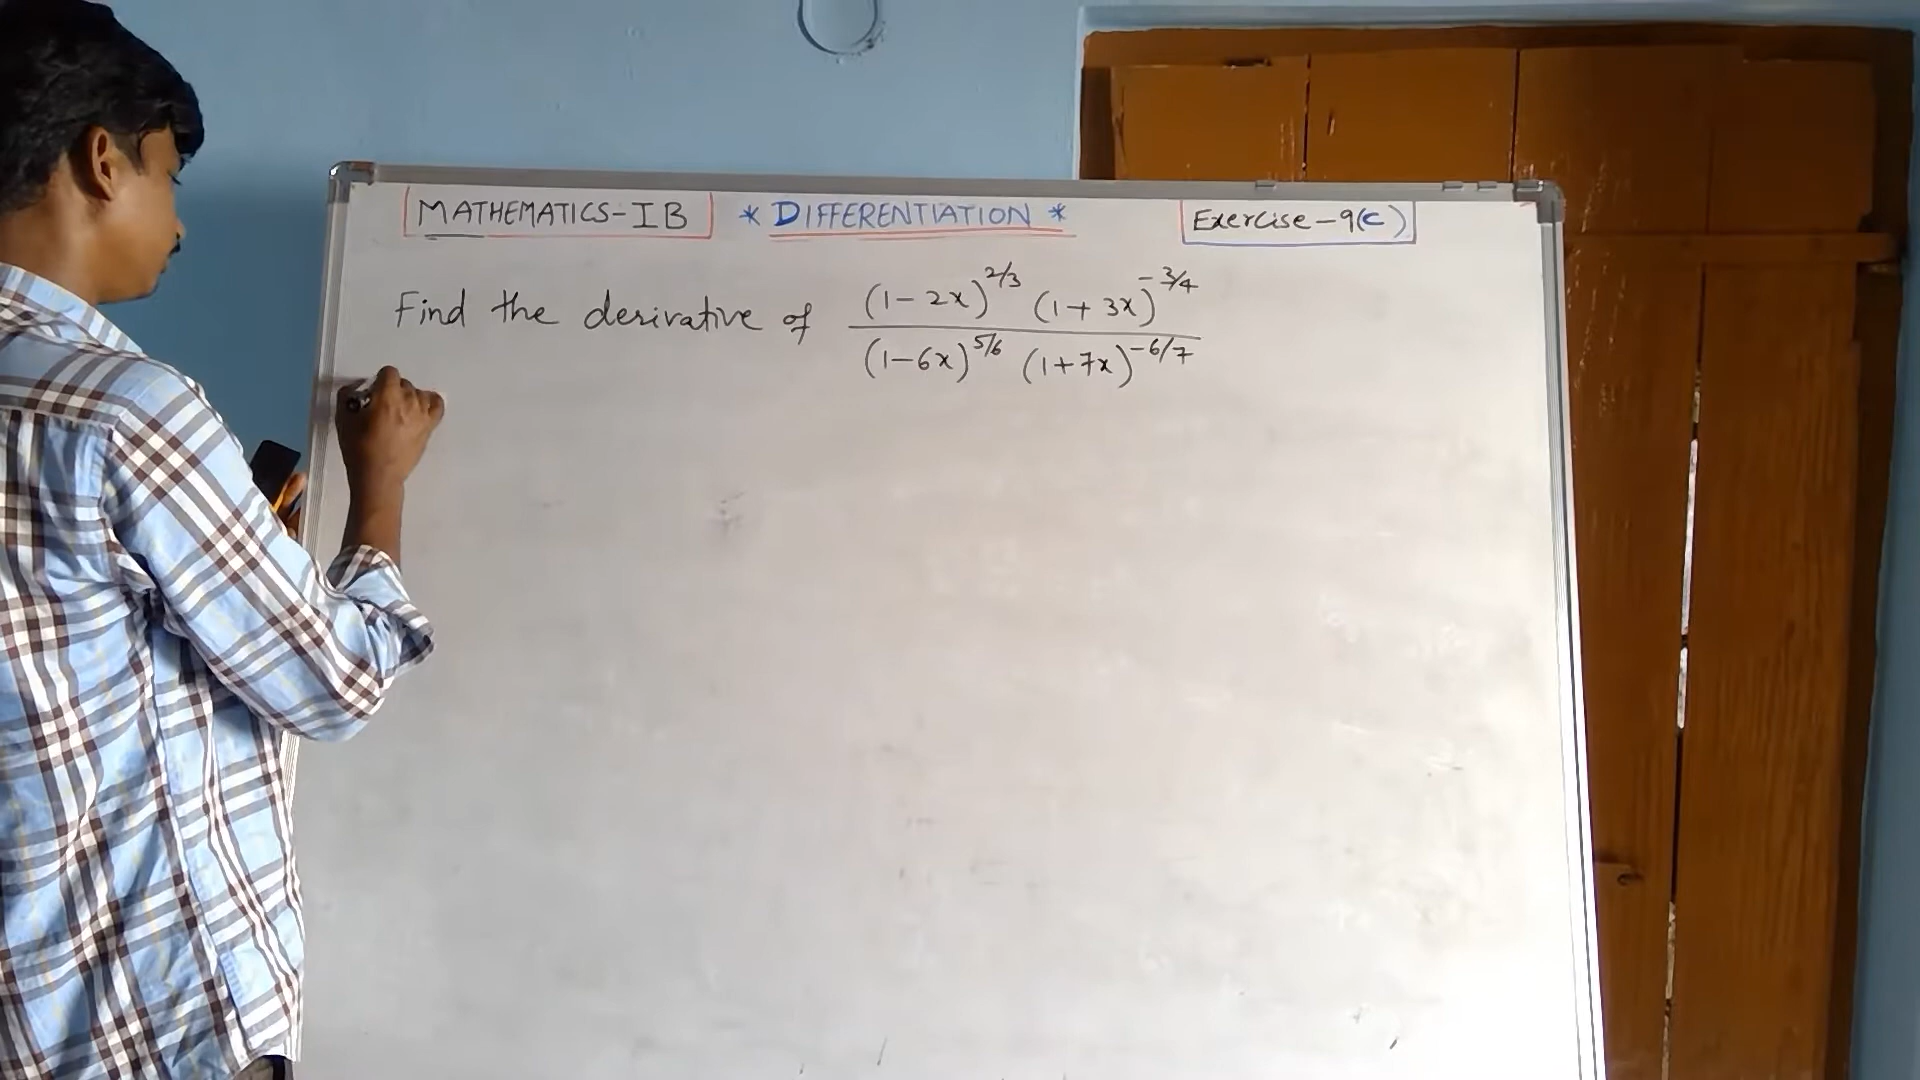 MATHEMATICS-IB * DIFFERENTIATION * Exercise-9(c)
Find the derivative of (1-2x)^2/3 (1+3x)^-3/4
(1-6x)^5/6 (1+7x)^-6/7